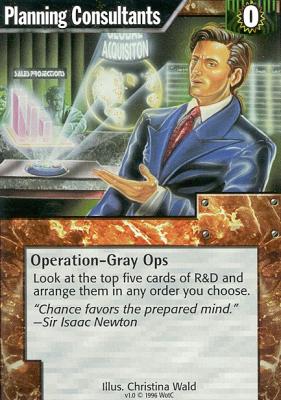 Planning Consultants
0
GLOBAL
ACQUISITON
SALES PROJECTIONS
Operation–Gray Ops
Look at the top five cards of R&D and
arrange them in any order you choose.
“Chance favors the prepared mind.”
—Sir Isaac Newton
Illus. Christina Wald
v1.0 © 1996 WotC